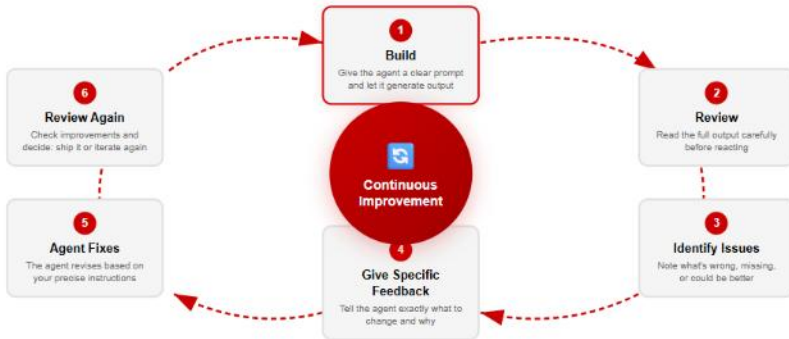 1
Build
Give the agent a clear prompt
and let it generate output
2
Review
Read the full output carefully
before reacting
3
Identify Issues
Note what's wrong, missing,
or could be better
4
Give Specific
Feedback
Tell the agent exactly what to
change and why
5
Agent Fixes
The agent revises based on
your precise instructions
6
Review Again
Check improvements and
decide: ship it or iterate again
Continuous
Improvement